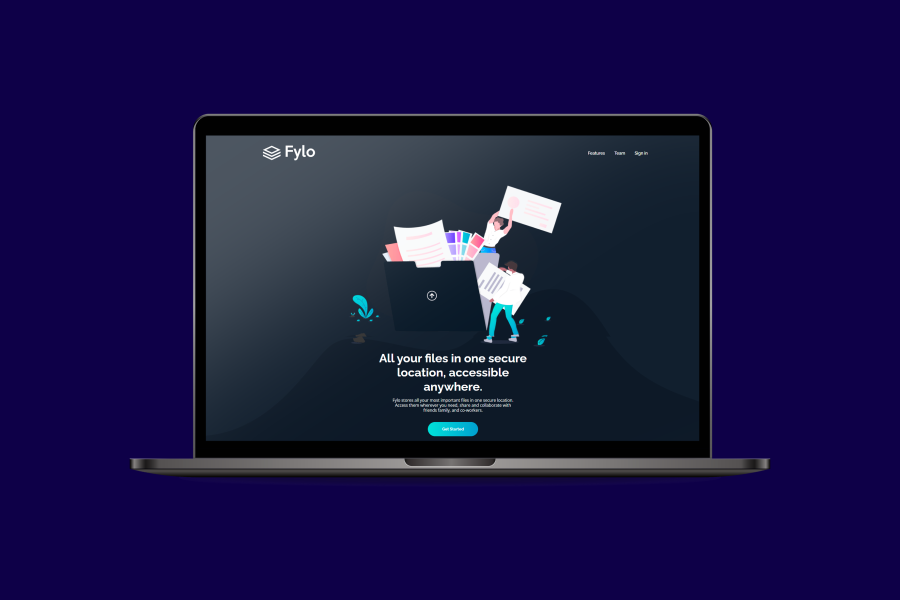 Fylo
Features Team Sign in
All your files in one secure
location, accessible
anywhere.
Fylo stores all your most important files in one secure location.
Access them wherever you need, share and collaborate with
friends family, and co-workers.
Get Started